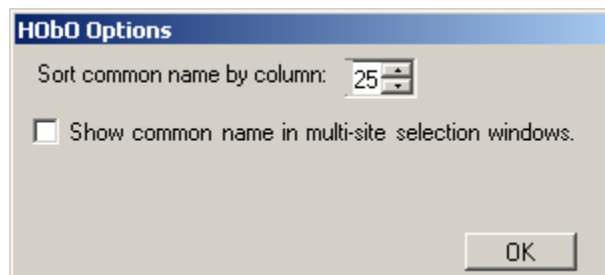 HObO Options
Sort common name by column: 25
Show common name in multi-site selection windows.
OK